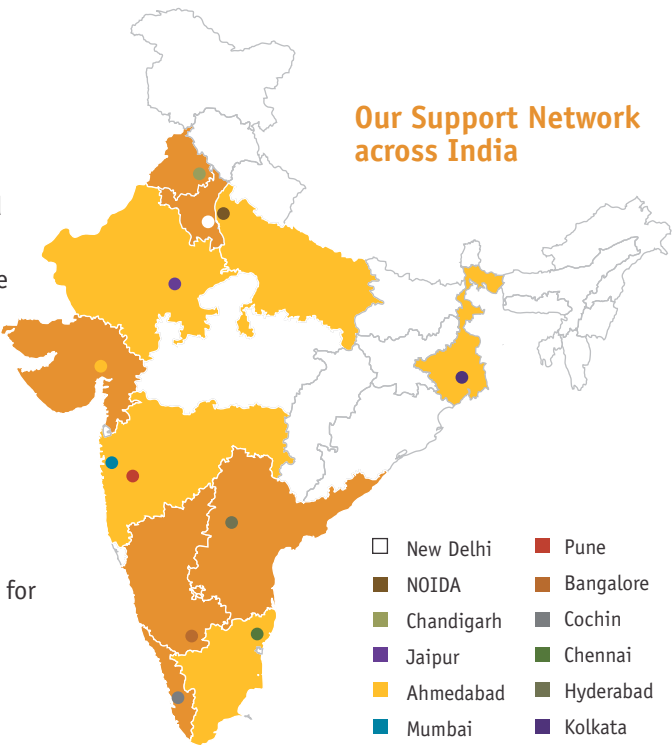 Our Support Network
across India
e
for
New Delhi
NOIDA
Chandigarh
Jaipur
Ahmedabad
Mumbai
Pune
Bangalore
Cochin
Chennai
Hyderabad
Kolkata